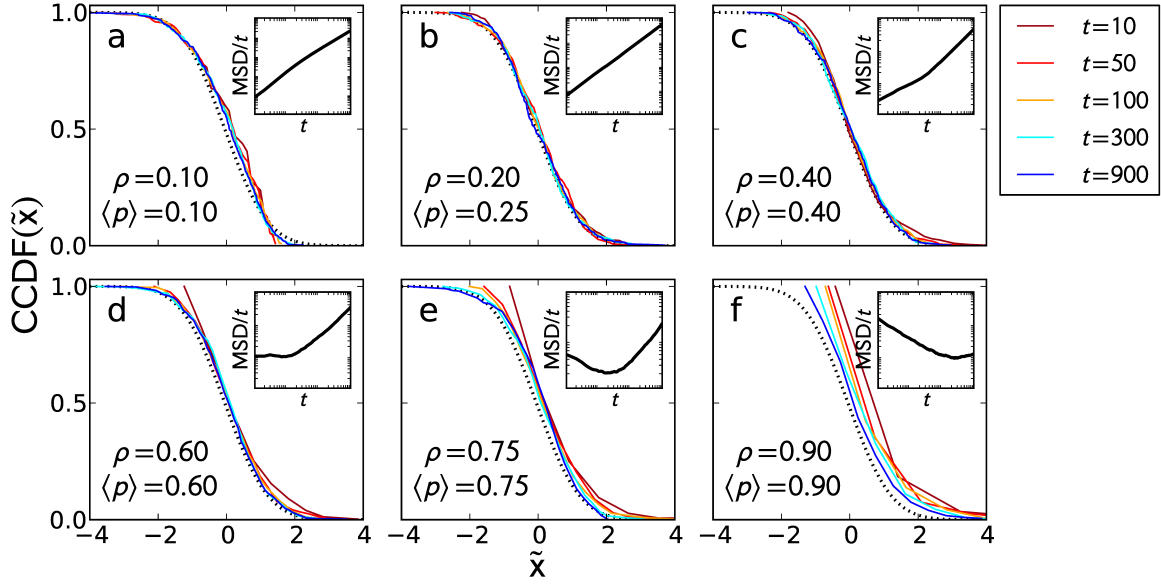 a
MSD/t
t
ρ=0.10
⟨p⟩=0.10
b
MSD/t
t
ρ=0.20
⟨p⟩=0.25
c
MSD/t
t
ρ=0.40
⟨p⟩=0.40
t=10
t=50
t=100
t=300
t=900
1.0
0.5
0.0
CCDF(x̃)
d
MSD/t
t
ρ=0.60
⟨p⟩=0.60
e
MSD/t
t
ρ=0.75
⟨p⟩=0.75
f
MSD/t
t
ρ=0.90
⟨p⟩=0.90
1.0
0.5
0.0
−4 −2 0 2 4
−2 0 2 4
−2 0 2 4
x̃